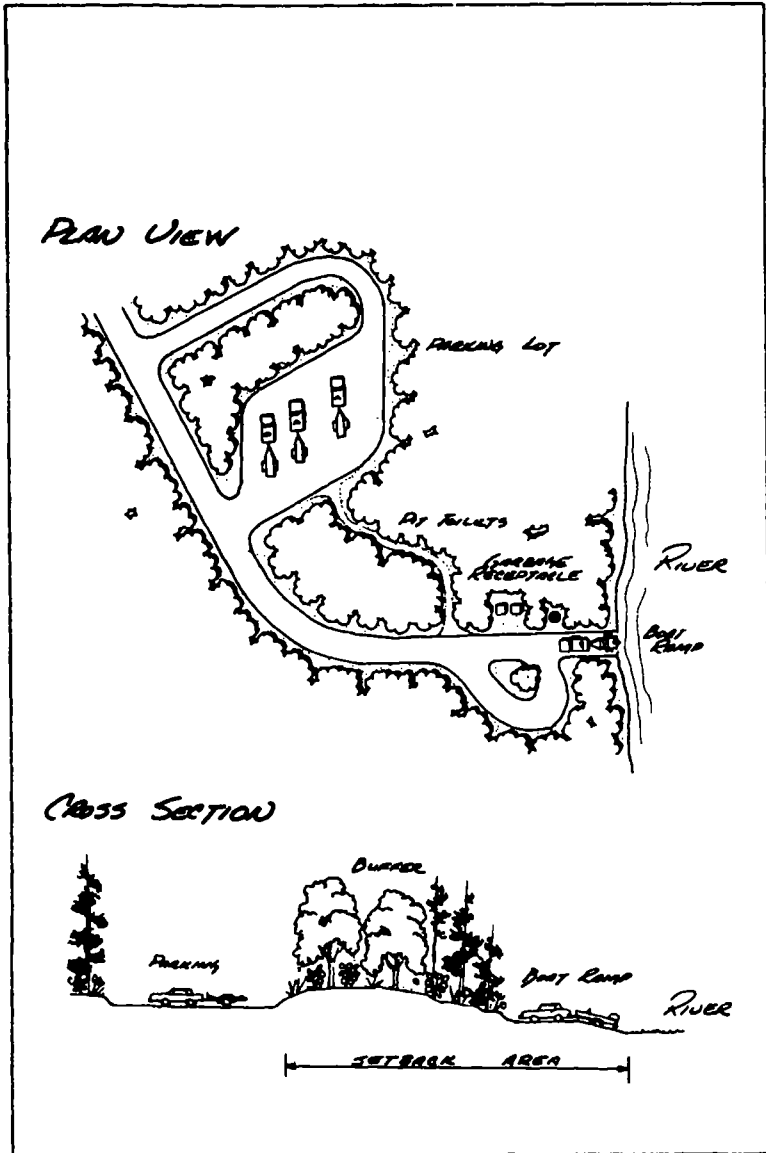 PLAN VIEW
PARKING LOT
PIT TOILETS
GARBAGE
RECEPTABLE
RIVER
BOAT
RAMP
CROSS SECTION
BUFFER
PARKING
BOAT RAMP
RIVER
SETBACK AREA